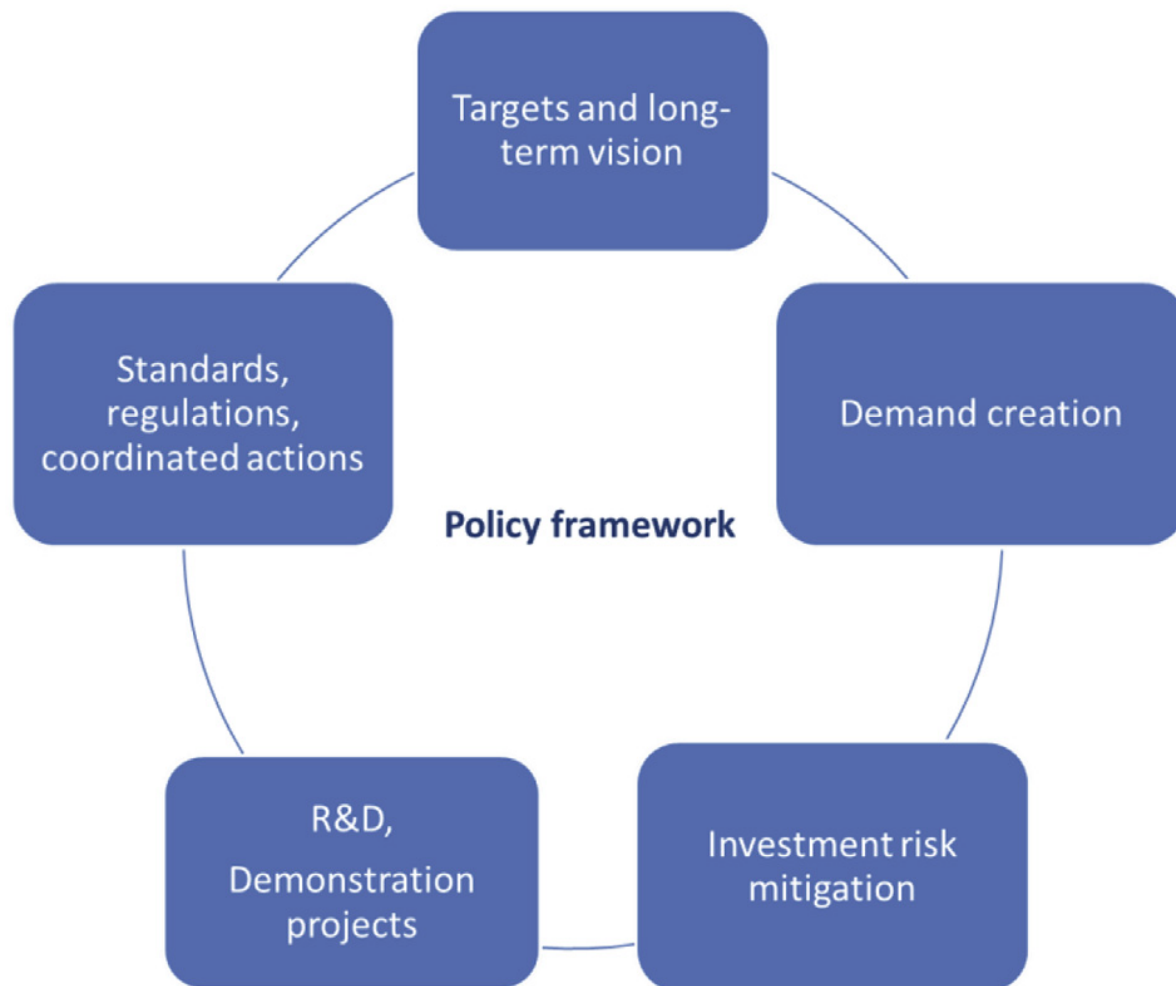 Targets and long-
term vision
Standards,
regulations,
coordinated actions
Demand creation
Policy framework
R&D,
Demonstration
projects
Investment risk
mitigation